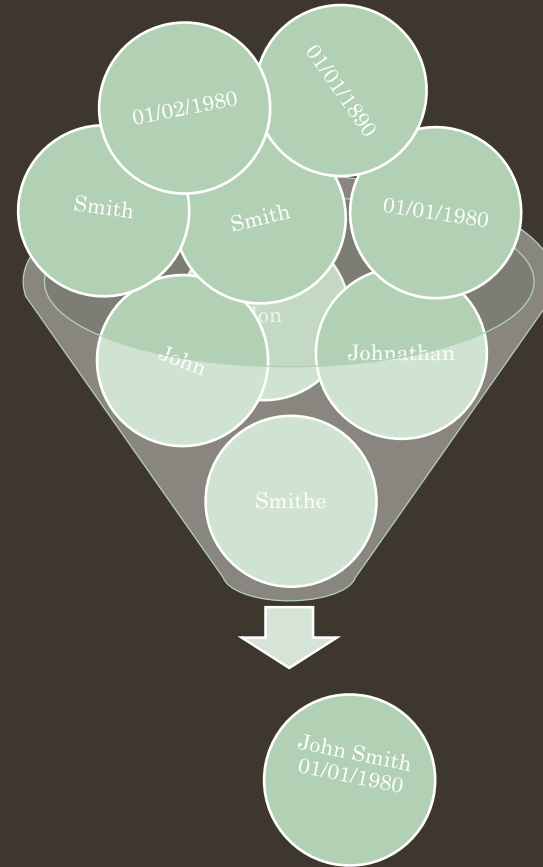 01/01/1890
01/02/1980
Smith
Smith
01/01/1980
Jon
John
Johnathan
Smithe
John Smith
01/01/1980